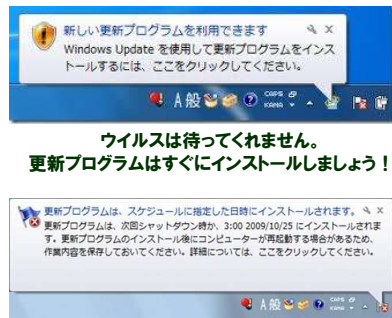 新しい更新プログラムを利用できます
Windows Update を使用して更新プログラムをインス
トールするには、ここをクリックしてください。
A 般
CAPS
KANA
ウイルスは待ってくれません。
更新プログラムはすぐにインストールしましょう！
更新プログラムは、スケジュールに指定した日時にインストールされます。
更新プログラムは、次回シャットダウン時か、3:00 2009/10/25 にインストールされま
す。更新プログラムのインストール後にコンピューターが再起動する場合があるため、
作業内容を保存しておいてください。詳細については、ここをクリックしてください。
A 般
CAPS
KANA